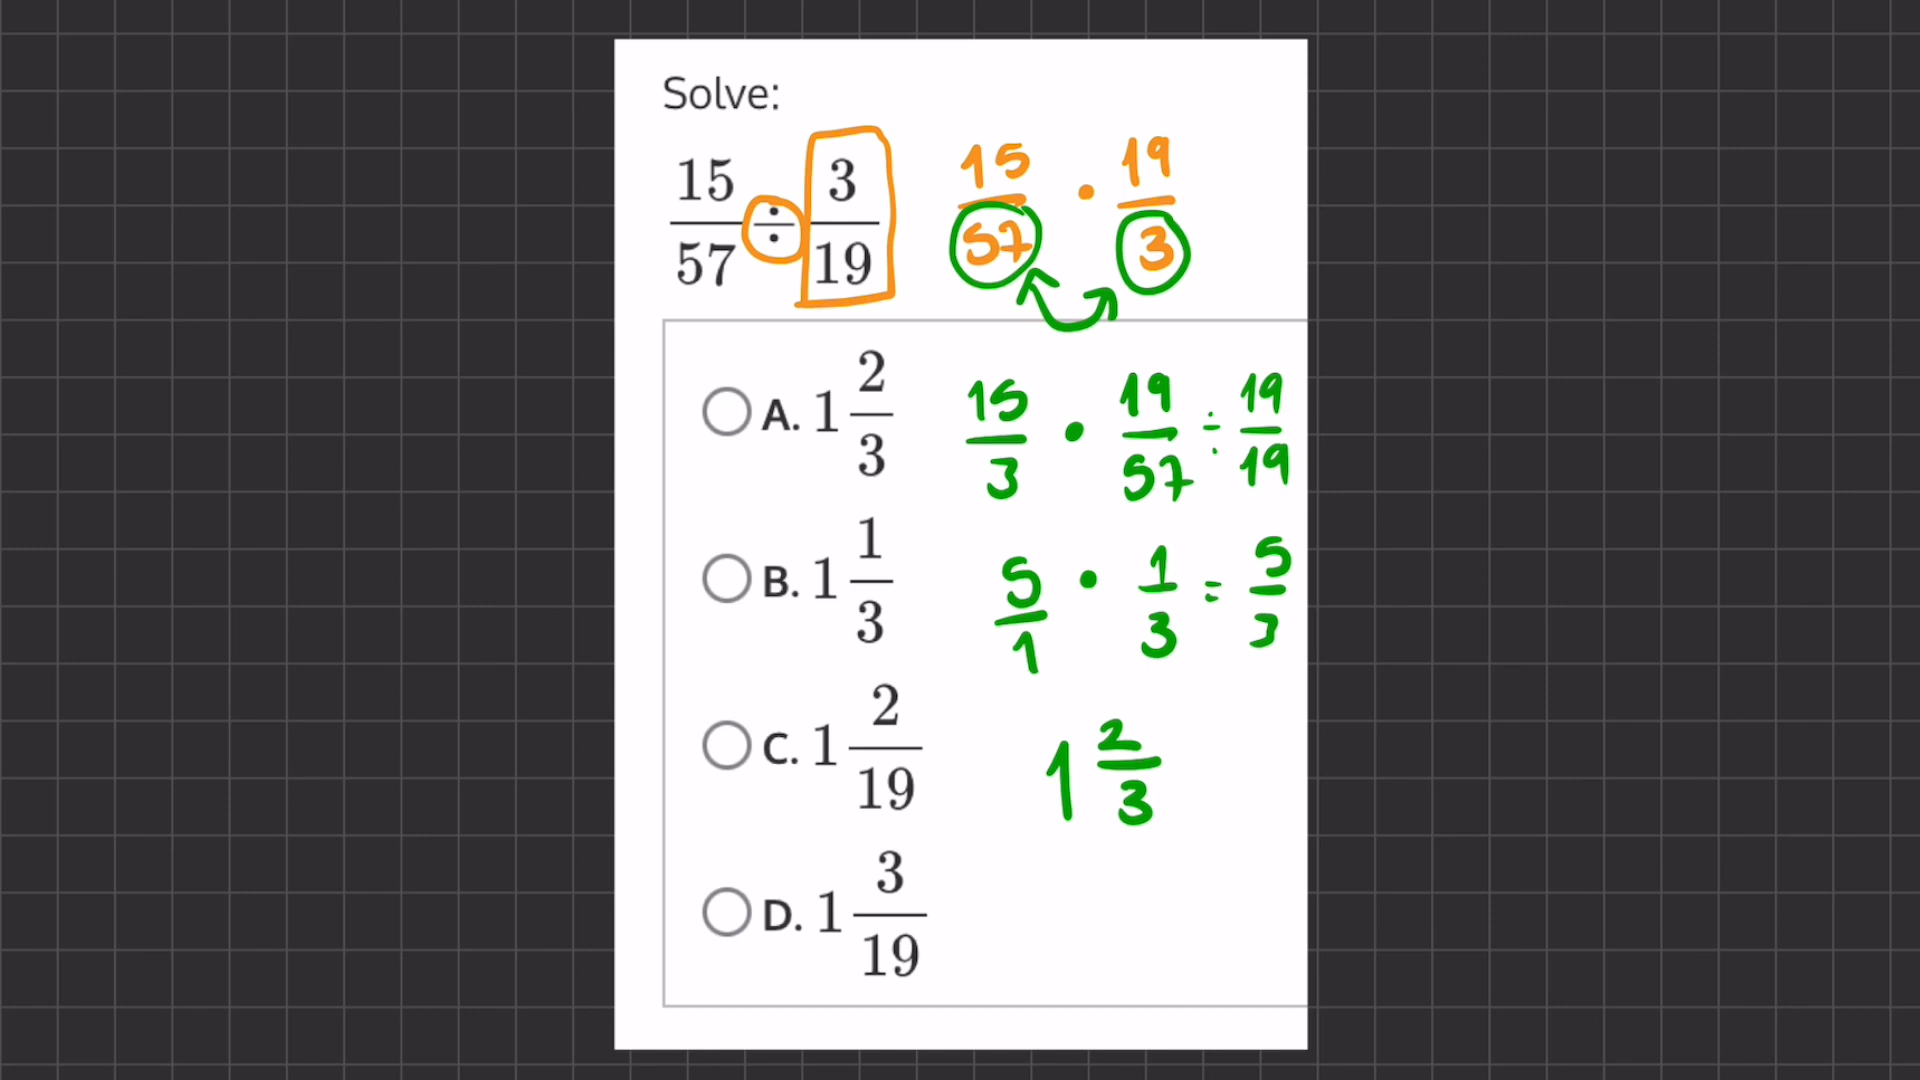 Solve:
15/57 ÷ 3/19
15/57 · 19/3
A. 1 2/3
15/3 · 19/57 ÷ 19/19
B. 1 1/3
5/1 · 1/3 = 5/3
C. 1 2/19
1 2/3
D. 1 3/19